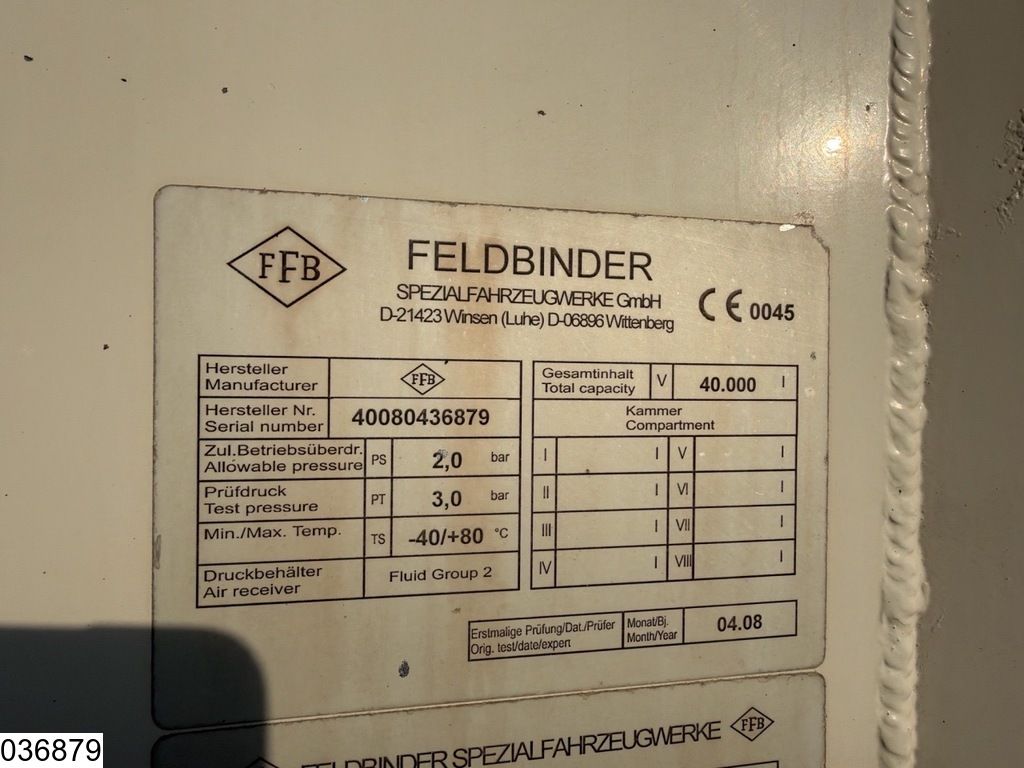 FFB
FELDBINDER
SPEZIALFAHRZEUGWERKE GmbH
D-21423 Winsen (Luhe) D-06896 Wittenberg
CE 0045
Hersteller
Manufacturer
FFB
Hersteller Nr.
Serial number
40080436879
Zul.Betriebsüberdr.
Allowable pressure
PS
2,0 bar
Prüfdruck
Test pressure
PT
3,0 bar
Min./Max. Temp.
TS
-40/+80 °C
Druckbehälter
Air receiver
Fluid Group 2
Gesamtinhalt
Total capacity
V
40.000 l
Kammer
Compartment
I l V l
II l VI l
III l VII l
IV l VIII l
Erstmalige Prüfung/Dat./Prüfer
Orig. test/date/expert
Monat/Bj.
Month/Year
04.08
FELDBINDER SPEZIALFAHRZEUGWERKE FFB
036879